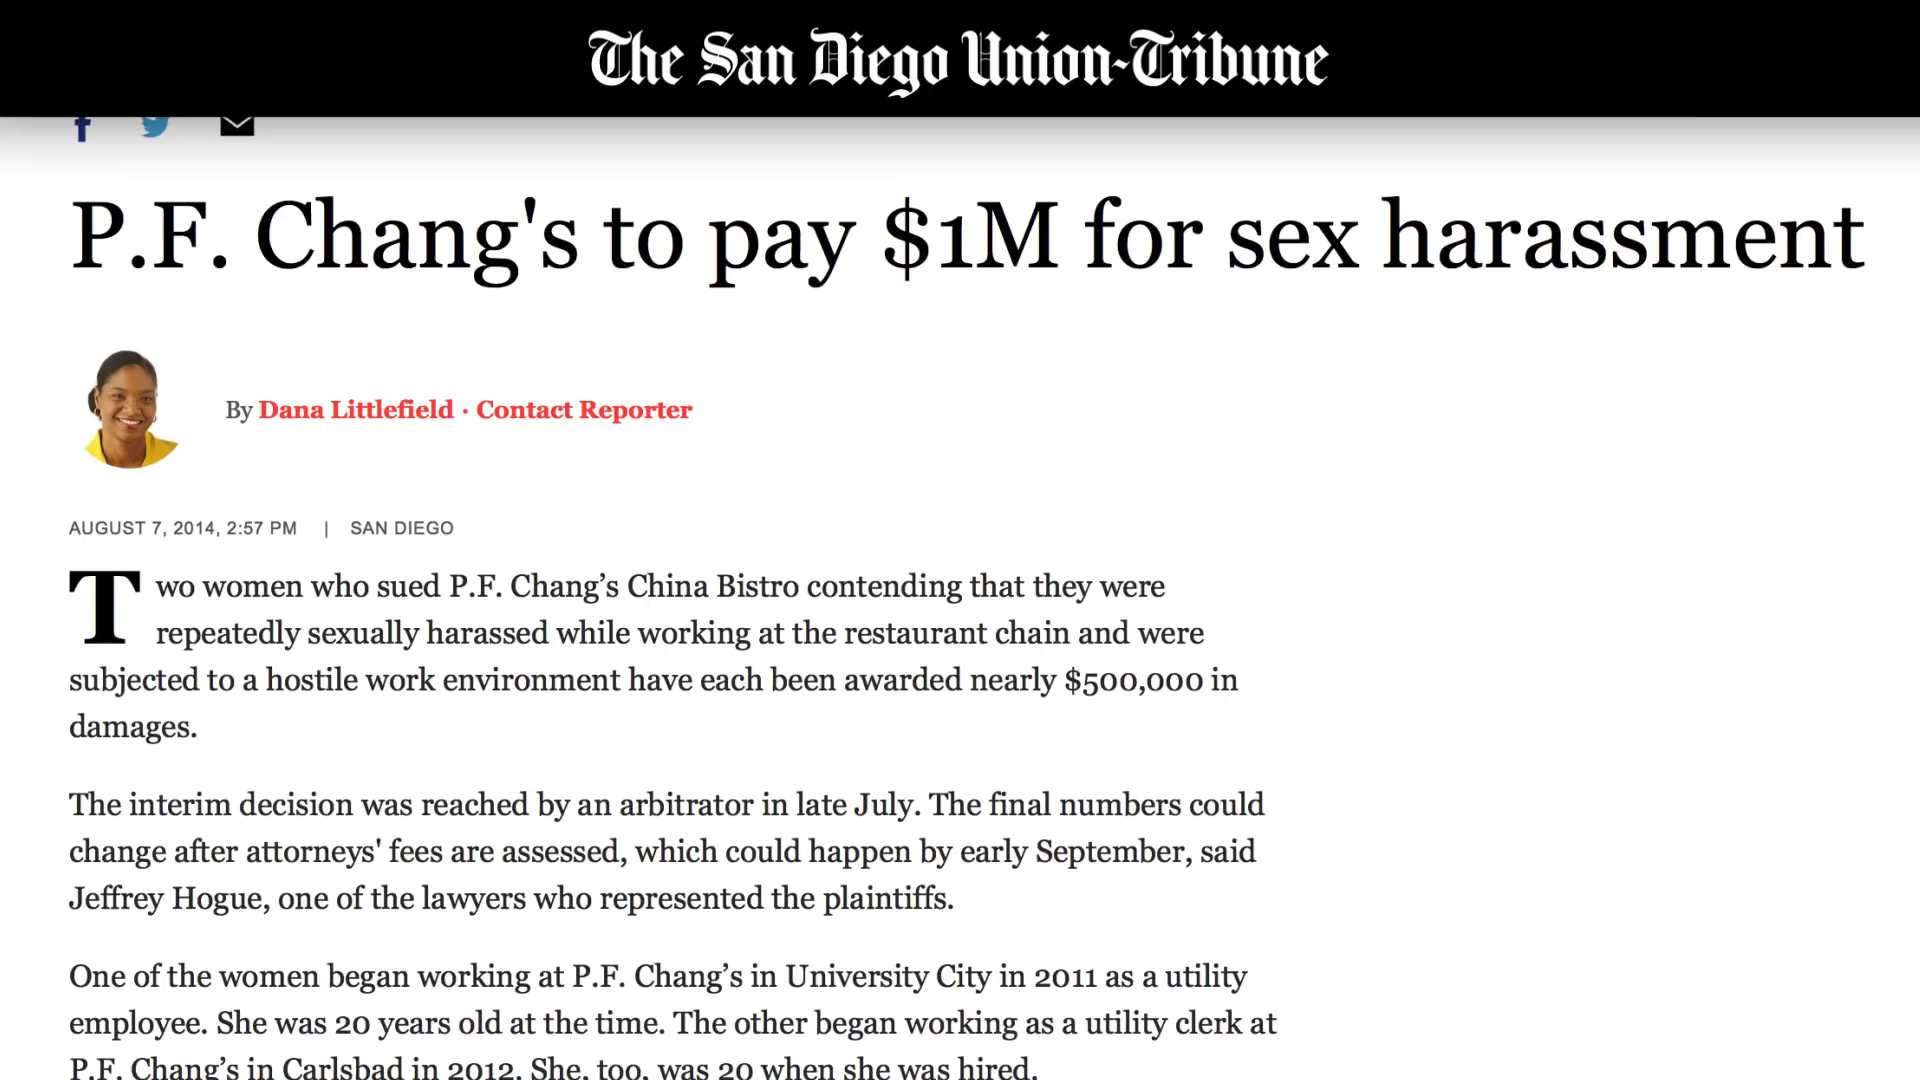 The San Diego Union-Tribune
P.F. Chang's to pay $1M for sex harassment
By Dana Littlefield · Contact Reporter
AUGUST 7, 2014, 2:57 PM | SAN DIEGO
Two women who sued P.F. Chang’s China Bistro contending that they were
repeatedly sexually harassed while working at the restaurant chain and were
subjected to a hostile work environment have each been awarded nearly $500,000 in
damages.
The interim decision was reached by an arbitrator in late July. The final numbers could
change after attorneys' fees are assessed, which could happen by early September, said
Jeffrey Hogue, one of the lawyers who represented the plaintiffs.
One of the women began working at P.F. Chang’s in University City in 2011 as a utility
employee. She was 20 years old at the time. The other began working as a utility clerk at
P.F. Chang’s in Carlsbad in 2012. She, too, was 20 when she was hired.